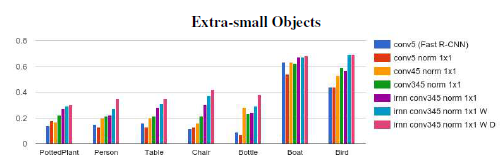 Extra-small Objects
0.8
0.6
0.4
0.2
0
PottedPlant Person Table Chair Bottle Boat Bird
conv5 (Fast R-CNN)
conv5 norm 1x1
conv45 norm 1x1
conv345 norm 1x1
irnn conv345 norm 1x1
irnn conv345 norm 1x1 W
irnn conv345 norm 1x1 W D